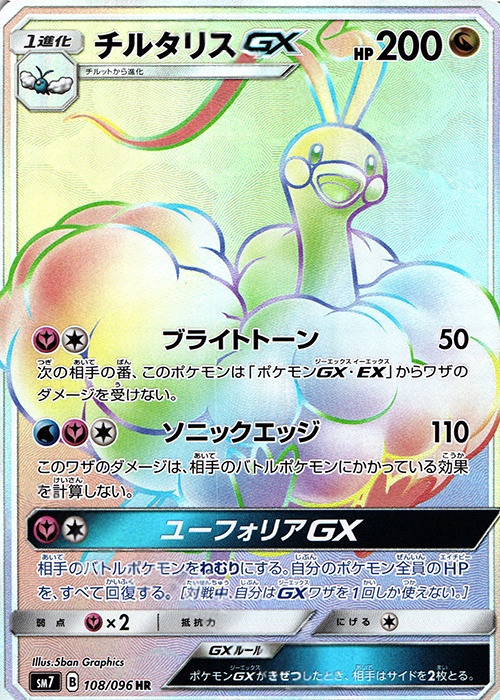 1進化 チルタリスGX HP200
チルットから進化
ブライトトーン 50
次の相手の番、このポケモンは「ポケモンGX・EX」からワザの
ダメージを受けない。
ソニックエッジ 110
このワザのダメージは、相手のバトルポケモンにかかっている効果
を計算しない。
ユーフォリアGX
相手のバトルポケモンをねむりにする。自分のポケモン全員のHP
を、すべて回復する。[対戦中、自分はGXワザを1回しか使えない。]
弱点 ×2 抵抗力 にげる
GXルール
ポケモンGXがきぜつしたとき、相手はサイドを2枚とる。
Illus.5ban Graphics
SM7 B 108/096 HR